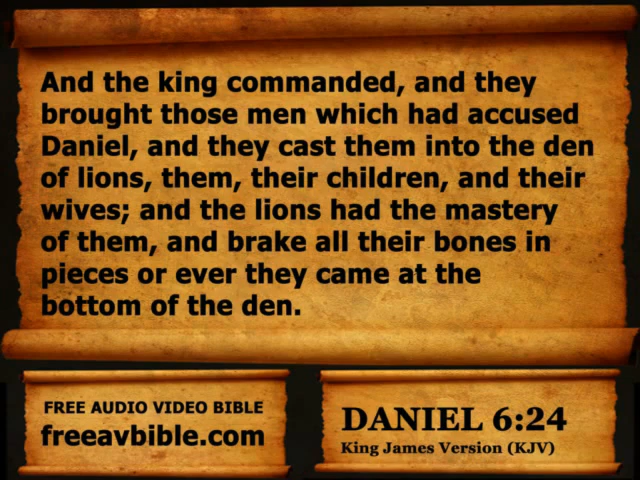 And the king commanded, and they
brought those men which had accused
Daniel, and they cast them into the den
of lions, them, their children, and their
wives; and the lions had the mastery
of them, and brake all their bones in
pieces or ever they came at the
bottom of the den.
FREE AUDIO VIDEO BIBLE
freeavbible.com
DANIEL 6:24
King James Version (KJV)